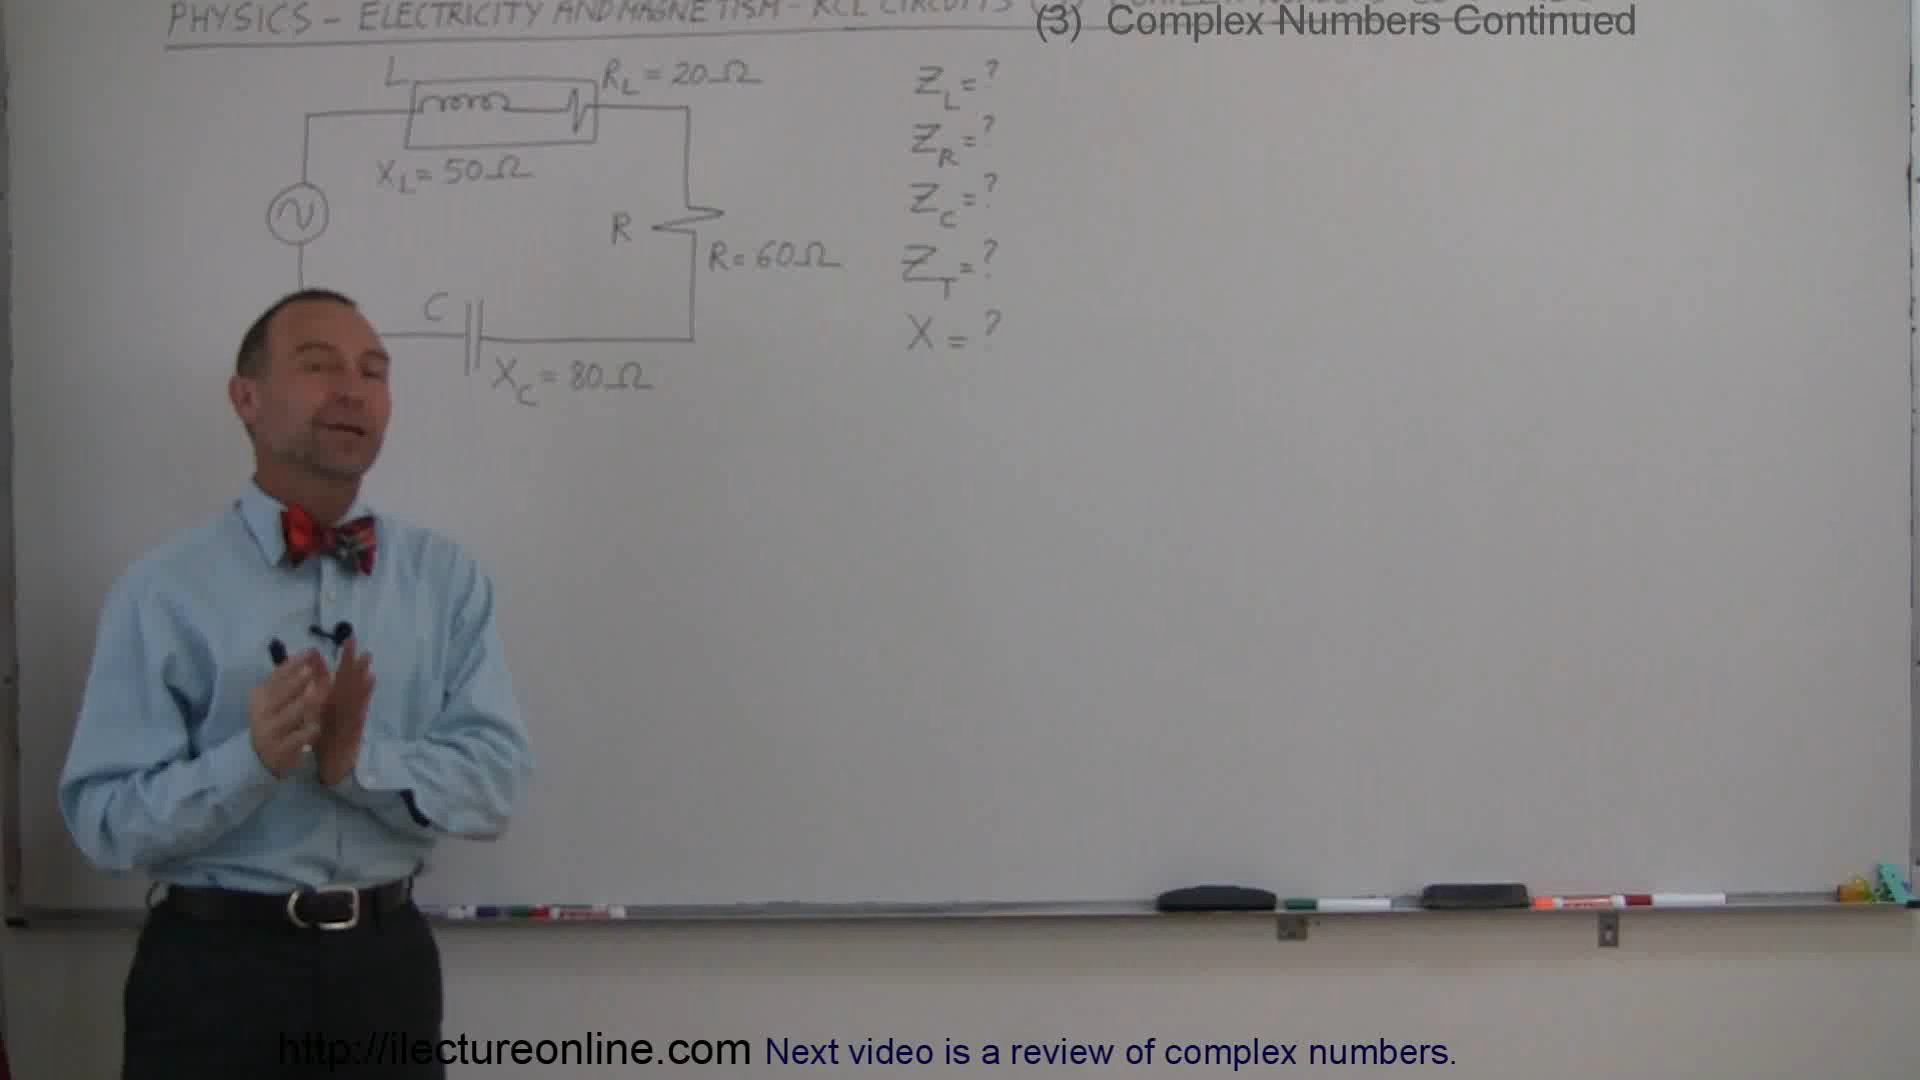 PHYSICS - ELECTRICITY AND MAGNETISM - RCL CIRCUITS
(3) Complex Numbers Continued
L
R_L = 20Ω
X_L = 50Ω
R
R = 60Ω
C
X_C = 80Ω
Z_L = ?
Z_R = ?
Z_C = ?
Z_T = ?
X = ?
http://ilectureonline.com Next video is a review of complex numbers.